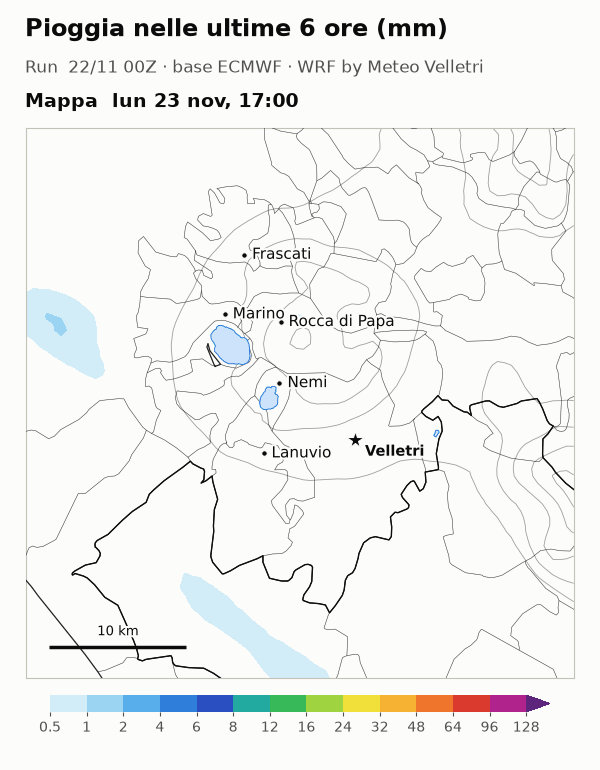 Pioggia nelle ultime 6 ore (mm)
Run  22/11 00Z · base ECMWF · WRF by Meteo Velletri
Mappa  lun 23 nov, 17:00
Frascati
Marino
Rocca di Papa
Nemi
Velletri
Lanuvio
10 km
0.5 1 2 4 6 8 12 16 24 32 48 64 96 128